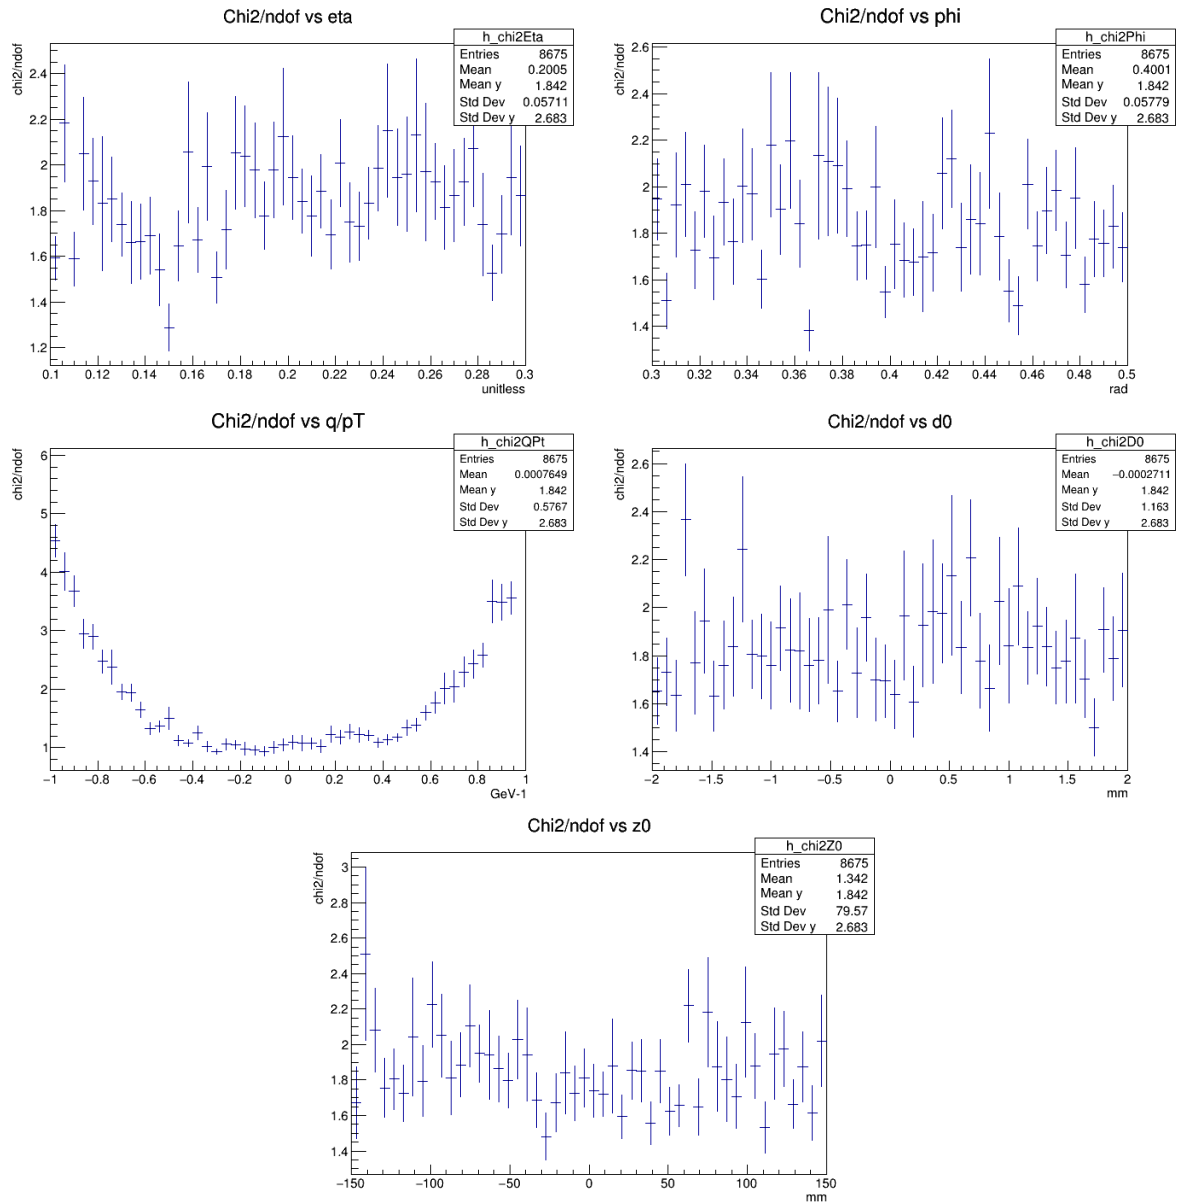 Chi2/ndof vs eta
chi2/ndof
h_chi2Eta
Entries 8675
Mean 0.2005
Mean y 1.842
Std Dev 0.05711
Std Dev y 2.683
2.4
2.2
2
1.8
1.6
1.4
1.2
0.1 0.12 0.14 0.16 0.18 0.2 0.22 0.24 0.26 0.28 0.3
unitless
Chi2/ndof vs phi
chi2/ndof
h_chi2Phi
Entries 8675
Mean 0.4001
Mean y 1.842
Std Dev 0.05779
Std Dev y 2.683
2.6
2.4
2.2
2
1.8
1.6
1.4
0.3 0.32 0.34 0.36 0.38 0.4 0.42 0.44 0.46 0.48 0.5
rad
Chi2/ndof vs q/pT
chi2/ndof
h_chi2QPt
Entries 8675
Mean 0.0007649
Mean y 1.842
Std Dev 0.5767
Std Dev y 2.683
6
5
4
3
2
1
−1 −0.8 −0.6 −0.4 −0.2 0 0.2 0.4 0.6 0.8 1
GeV-1
Chi2/ndof vs d0
chi2/ndof
h_chi2D0
Entries 8675
Mean −0.0002711
Mean y 1.842
Std Dev 1.163
Std Dev y 2.683
2.6
2.4
2.2
2
1.8
1.6
1.4
−2 −1.5 −1 −0.5 0 0.5 1 1.5 2
mm
Chi2/ndof vs z0
chi2/ndof
h_chi2Z0
Entries 8675
Mean 1.342
Mean y 1.842
Std Dev 79.57
Std Dev y 2.683
3
2.8
2.6
2.4
2.2
2
1.8
1.6
1.4
−150 −100 −50 0 50 100 150
mm